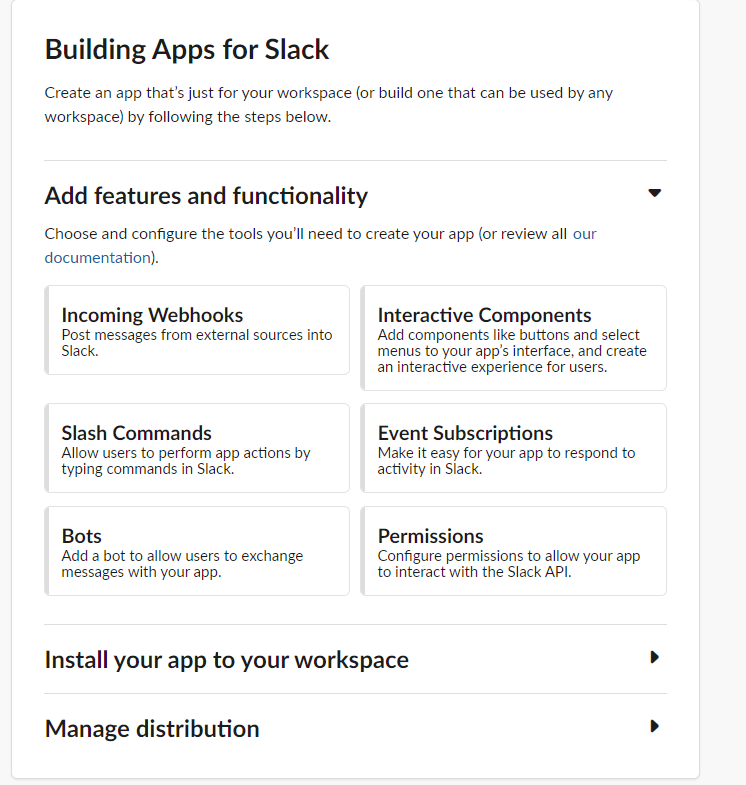 Building Apps for Slack
Create an app that’s just for your workspace (or build one that can be used by any
workspace) by following the steps below.
Add features and functionality
Choose and configure the tools you’ll need to create your app (or review all our
documentation).
Incoming Webhooks
Post messages from external sources into
Slack.
Interactive Components
Add components like buttons and select
menus to your app’s interface, and create
an interactive experience for users.
Slash Commands
Allow users to perform app actions by
typing commands in Slack.
Event Subscriptions
Make it easy for your app to respond to
activity in Slack.
Bots
Add a bot to allow users to exchange
messages with your app.
Permissions
Configure permissions to allow your app
to interact with the Slack API.
Install your app to your workspace
Manage distribution